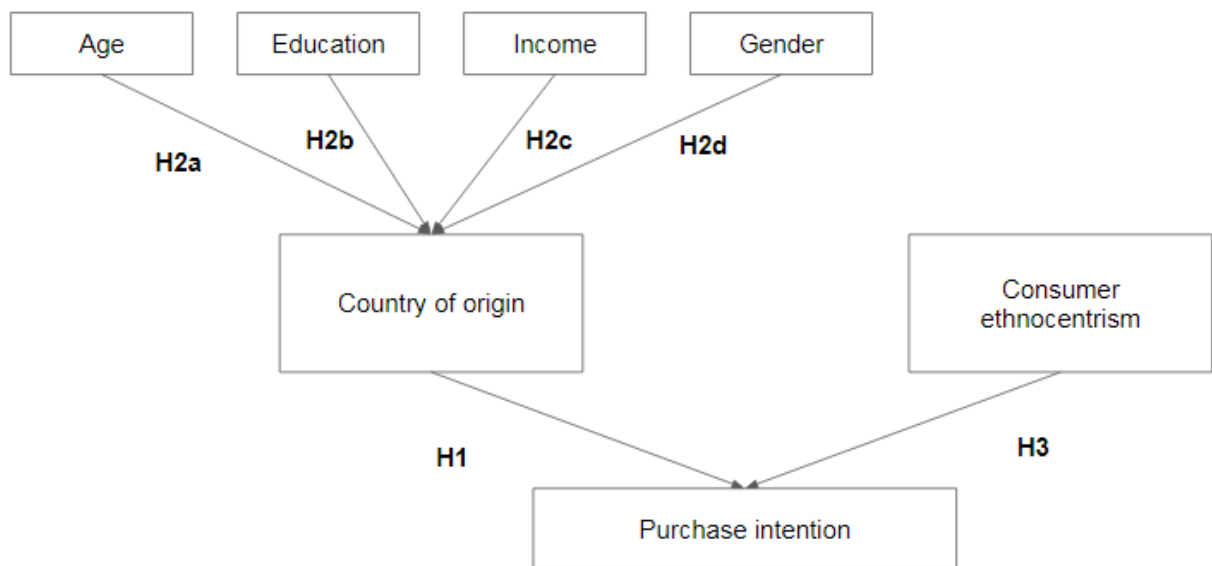 Age
Education
Income
Gender
H2a
H2b
H2c
H2d
Country of origin
Consumer
ethnocentrism
H1
H3
Purchase intention